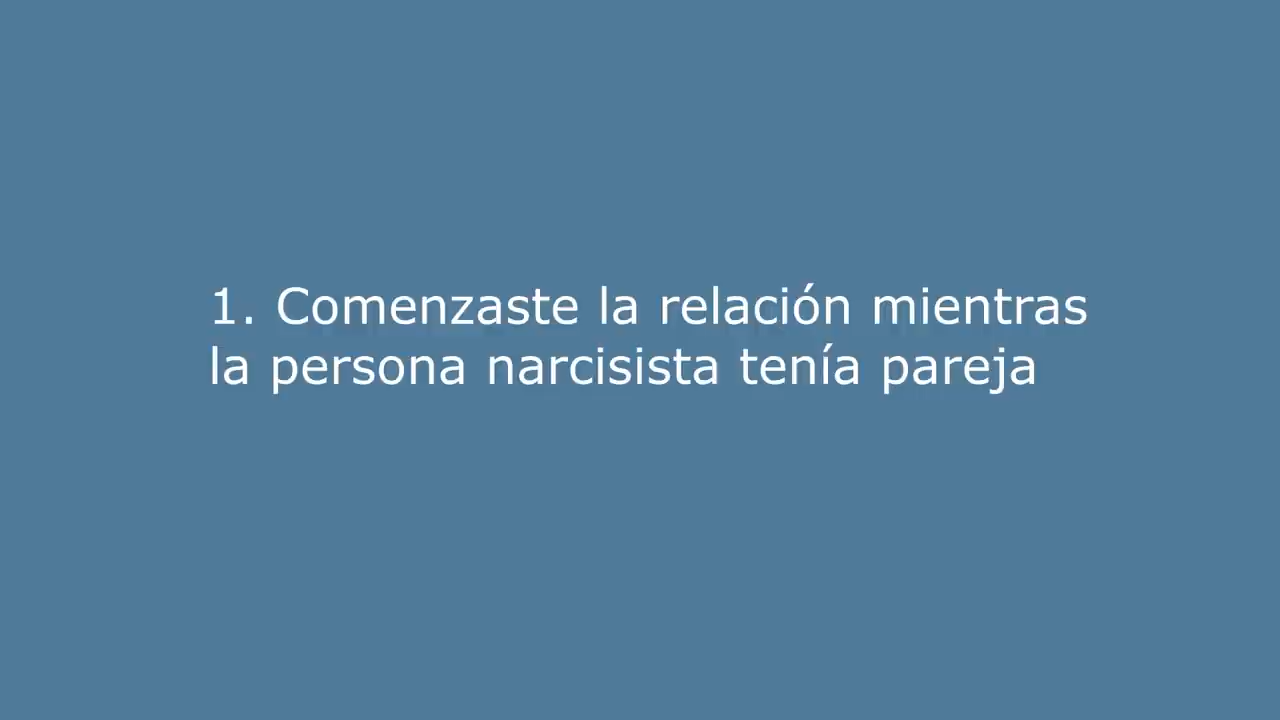 1. Comenzaste la relación mientras
la persona narcisista tenía pareja